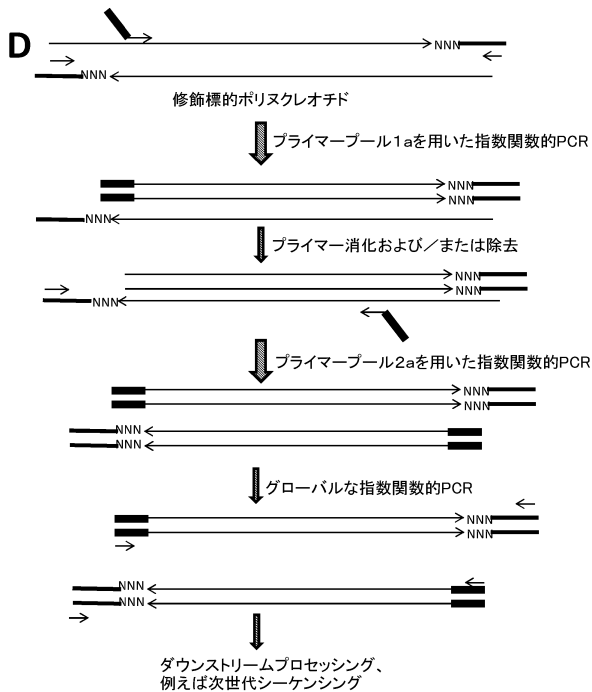 D
NNN
NNN
修飾標的ポリヌクレオチド
プライマープール1aを用いた指数関数的PCR
NNN
NNN
NNN
プライマー消化および/または除去
NNN
NNN
NNN
プライマープール2aを用いた指数関数的PCR
NNN
NNN
NNN
NNN
グローバルな指数関数的PCR
NNN
NNN
NNN
NNN
ダウンストリームプロセッシング、
例えば次世代シーケンシング